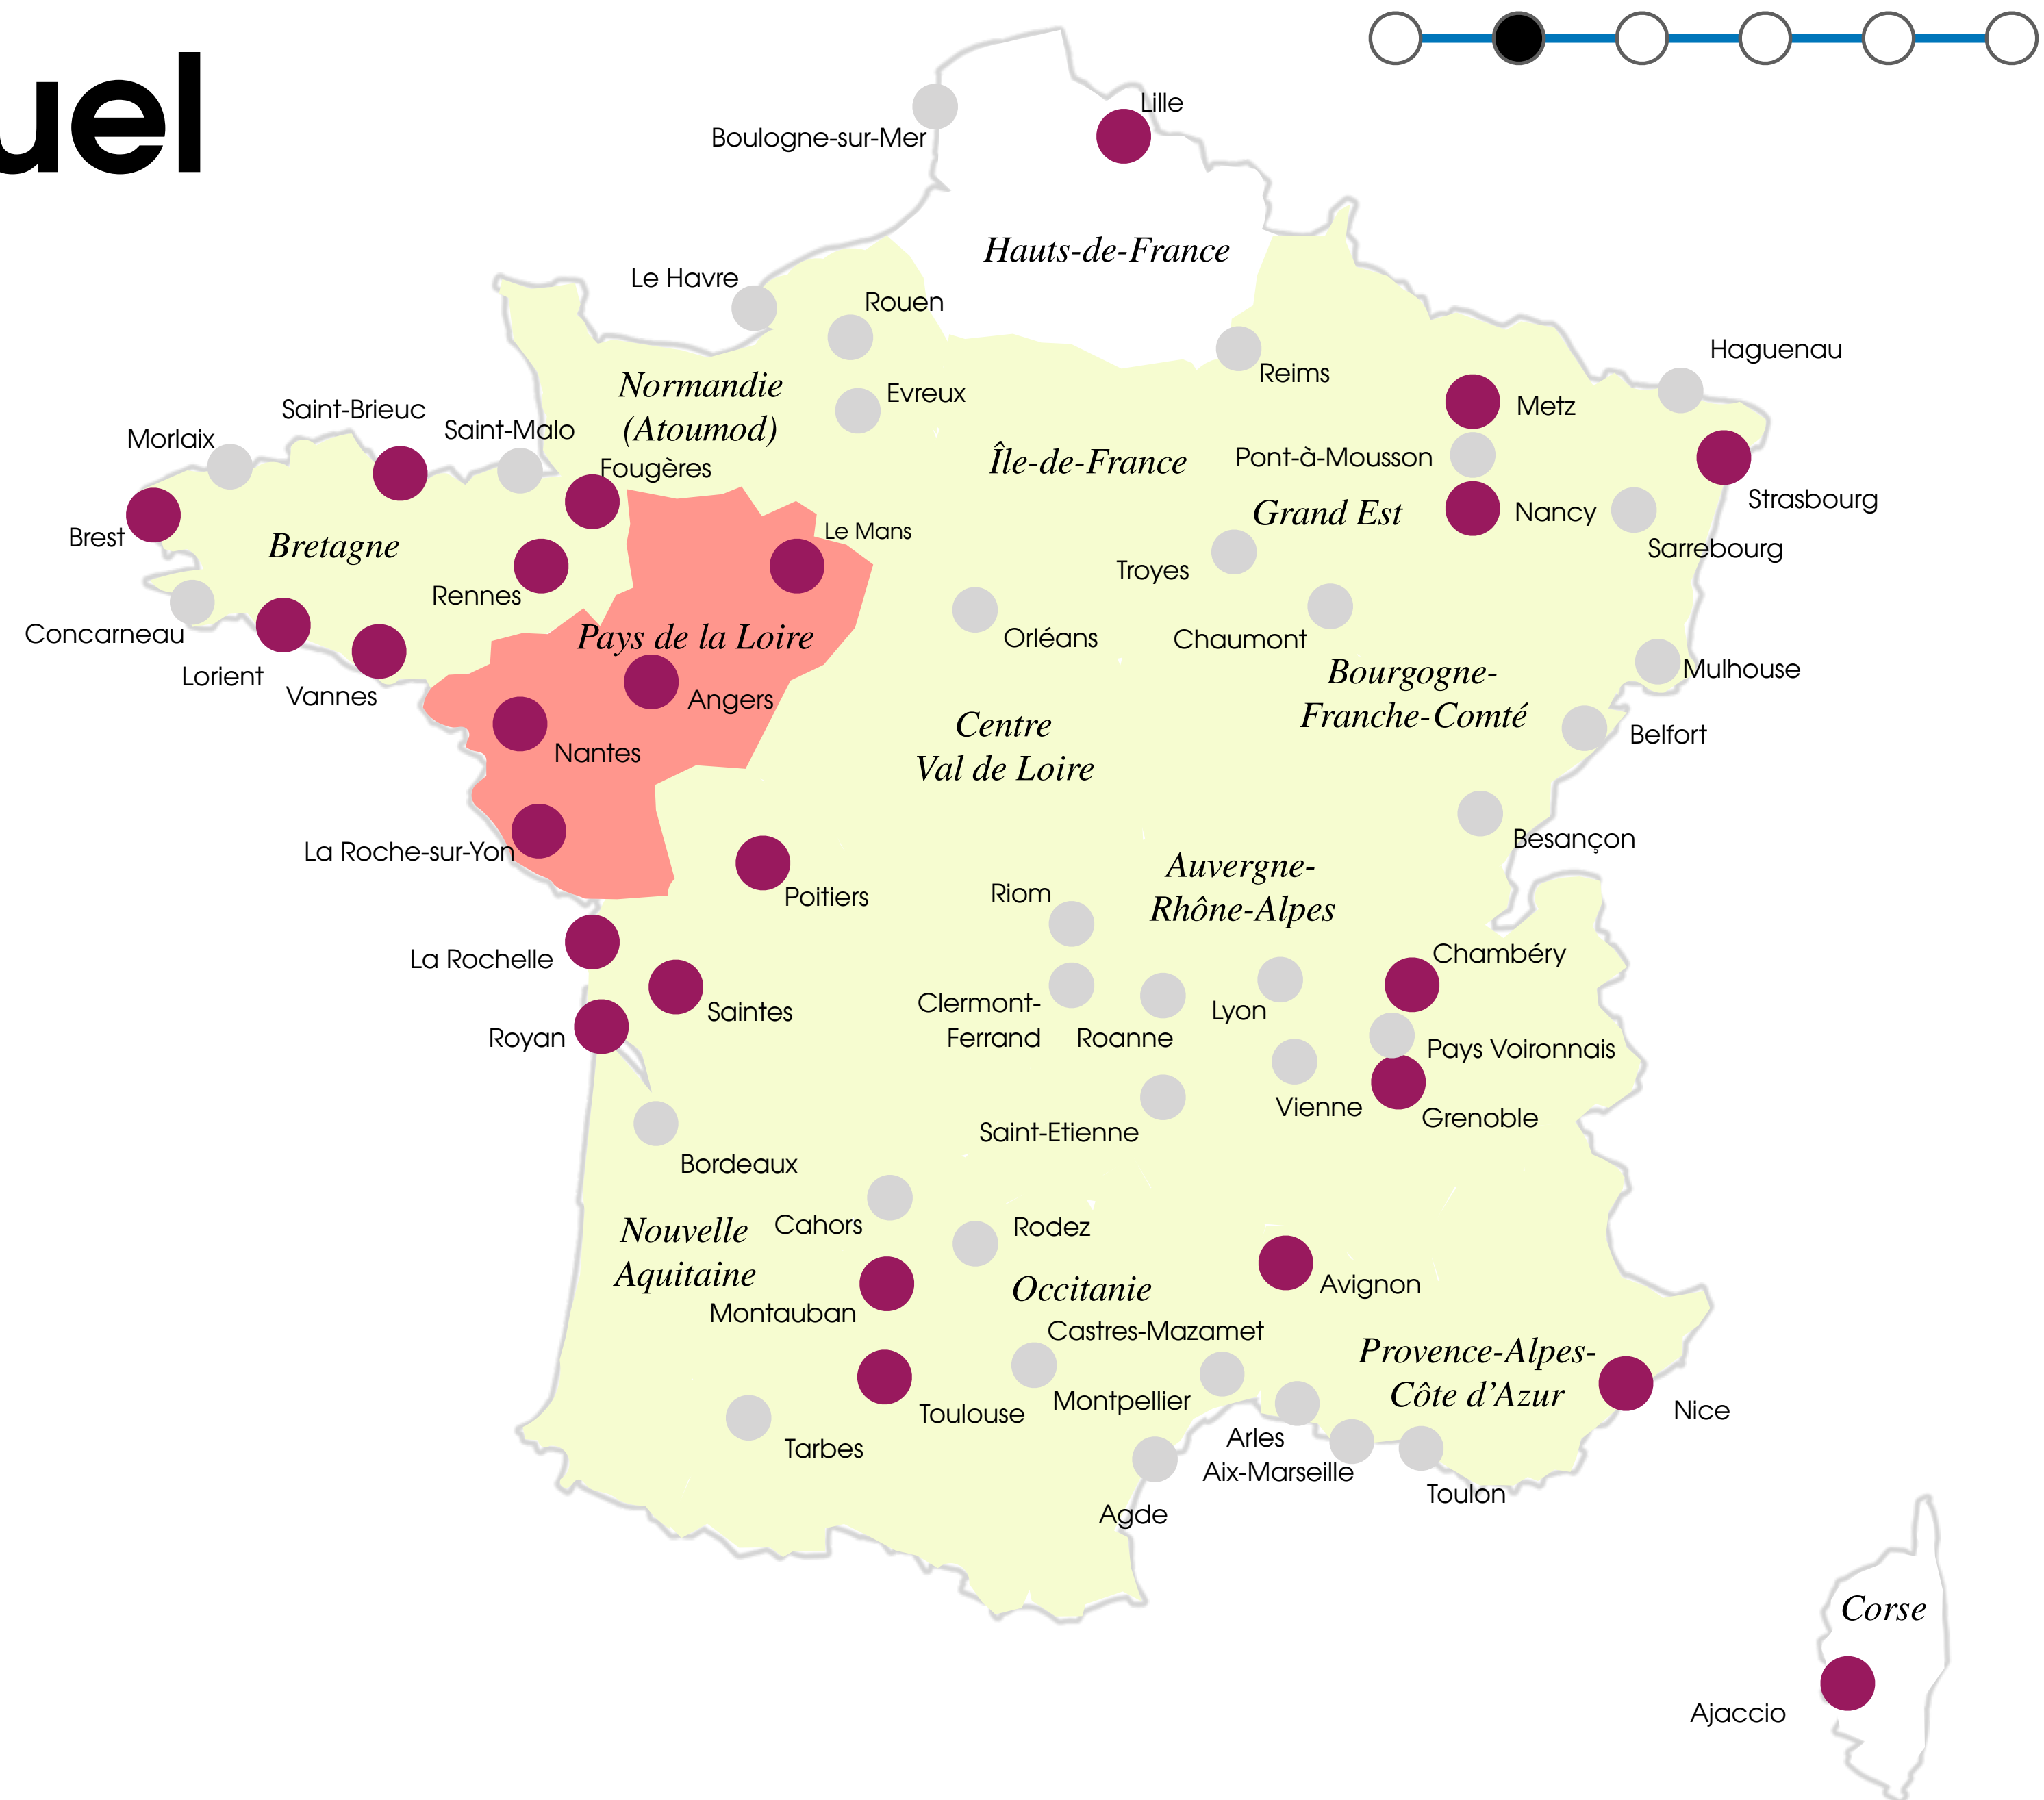 uel
Lille
Boulogne-sur-Mer
Hauts-de-France
Le Havre
Rouen
Reims
Haguenau
Normandie
(Atoumod)
Evreux
Metz
Saint-Brieuc
Saint-Malo
Morlaix
Fougères
Île-de-France
Pont-à-Mousson
Strasbourg
Grand Est
Nancy
Brest
Bretagne
Le Mans
Sarrebourg
Troyes
Rennes
Concarneau
Pays de la Loire
Orléans
Chaumont
Lorient
Vannes
Angers
Bourgogne-
Franche-Comté
Mulhouse
Belfort
Centre
Val de Loire
Nantes
La Roche-sur-Yon
Besançon
Poitiers
Riom
Auvergne-
Rhône-Alpes
La Rochelle
Chambéry
Saintes
Clermont-
Ferrand
Roanne
Lyon
Royan
Pays Voironnais
Vienne
Grenoble
Saint-Etienne
Bordeaux
Cahors
Rodez
Nouvelle
Aquitaine
Occitanie
Avignon
Montauban
Castres-Mazamet
Provence-Alpes-
Côte d’Azur
Toulouse
Montpellier
Nice
Tarbes
Arles
Aix-Marseille
Toulon
Agde
Corse
Ajaccio